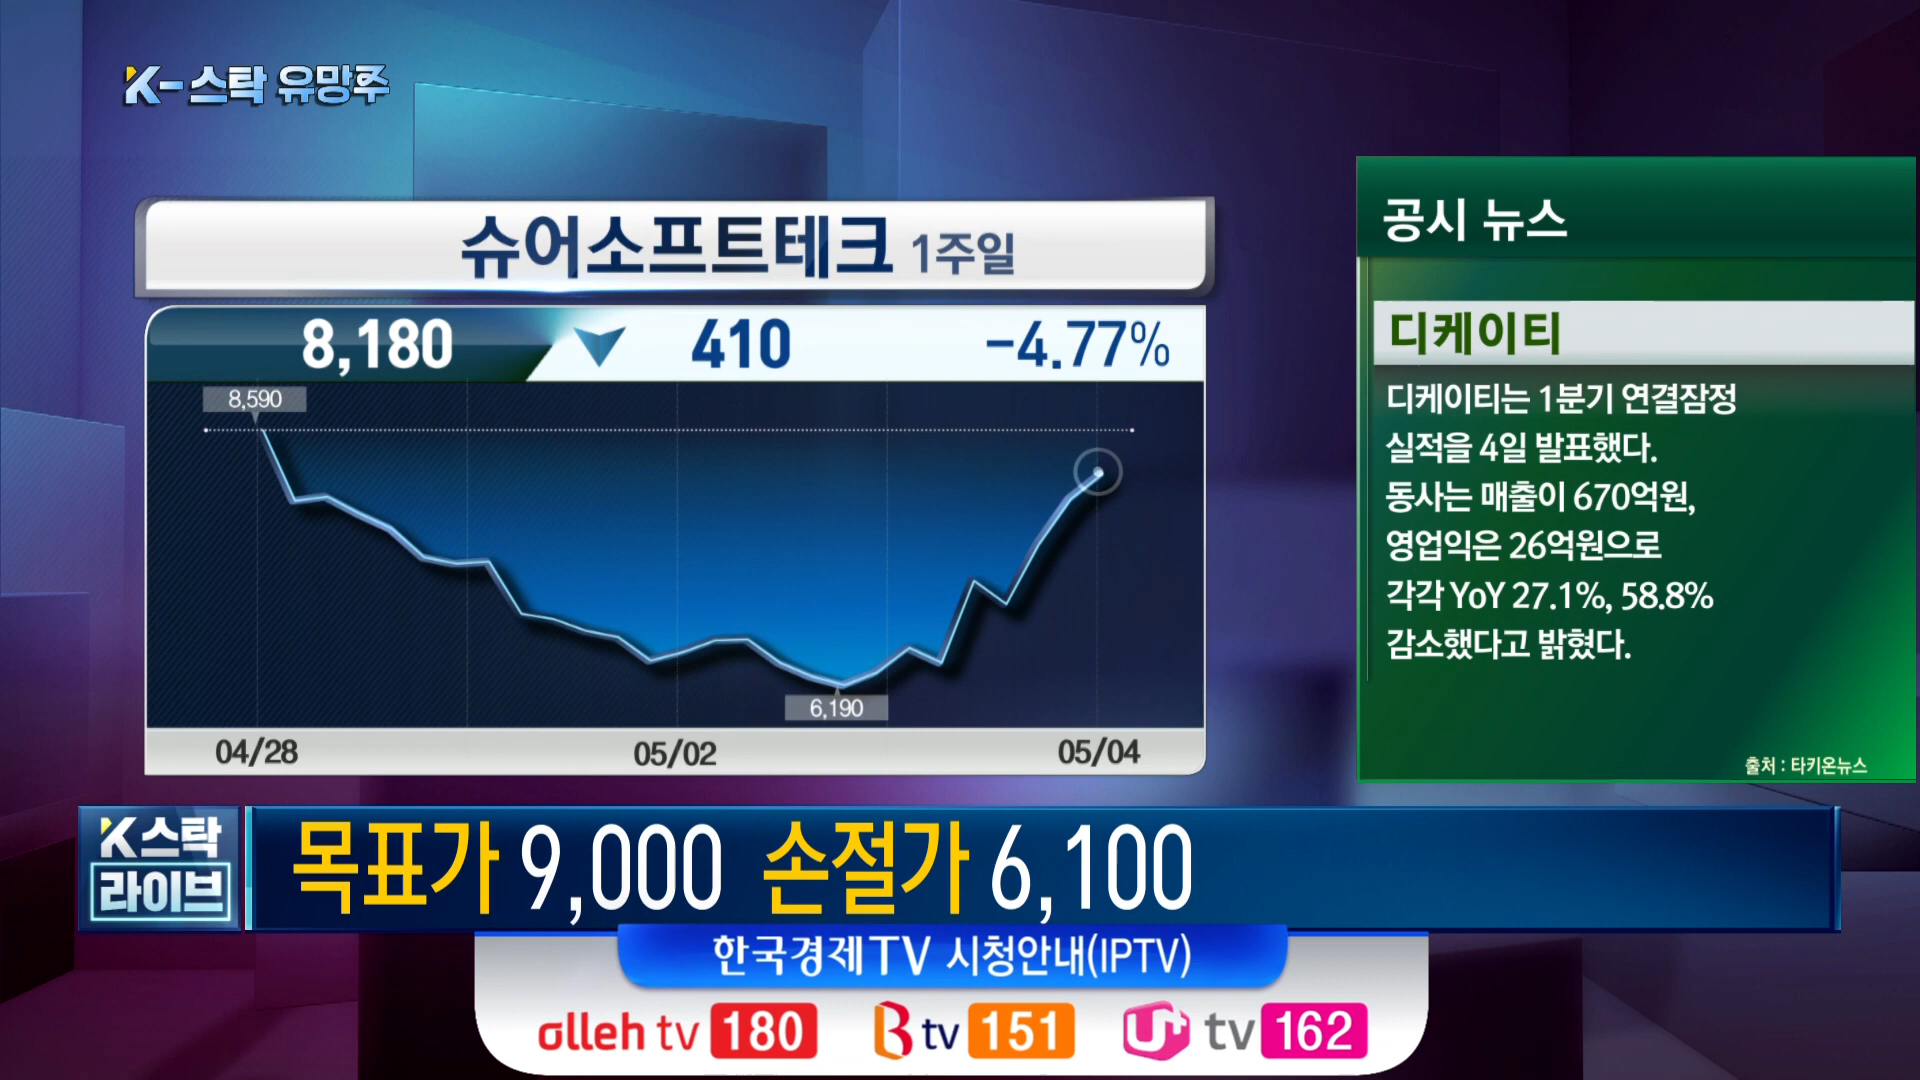 K-스탁 유망주
슈어소프트테크 1주일
8,180 410 -4.77%
8,590
6,190
04/28 05/02 05/04
공시 뉴스
디케이티
디케이티는 1분기 연결잠정
실적을 4일 발표했다.
동사는 매출이 670억원,
영업익은 26억원으로
각각 YoY 27.1%, 58.8%
감소했다고 밝혔다.
출처 : 타키온뉴스
K스탁
라이브
목표가 9,000 손절가 6,100
한국경제TV 시청안내(IPTV)
olleh tv 180 B tv 151 U+ tv 162